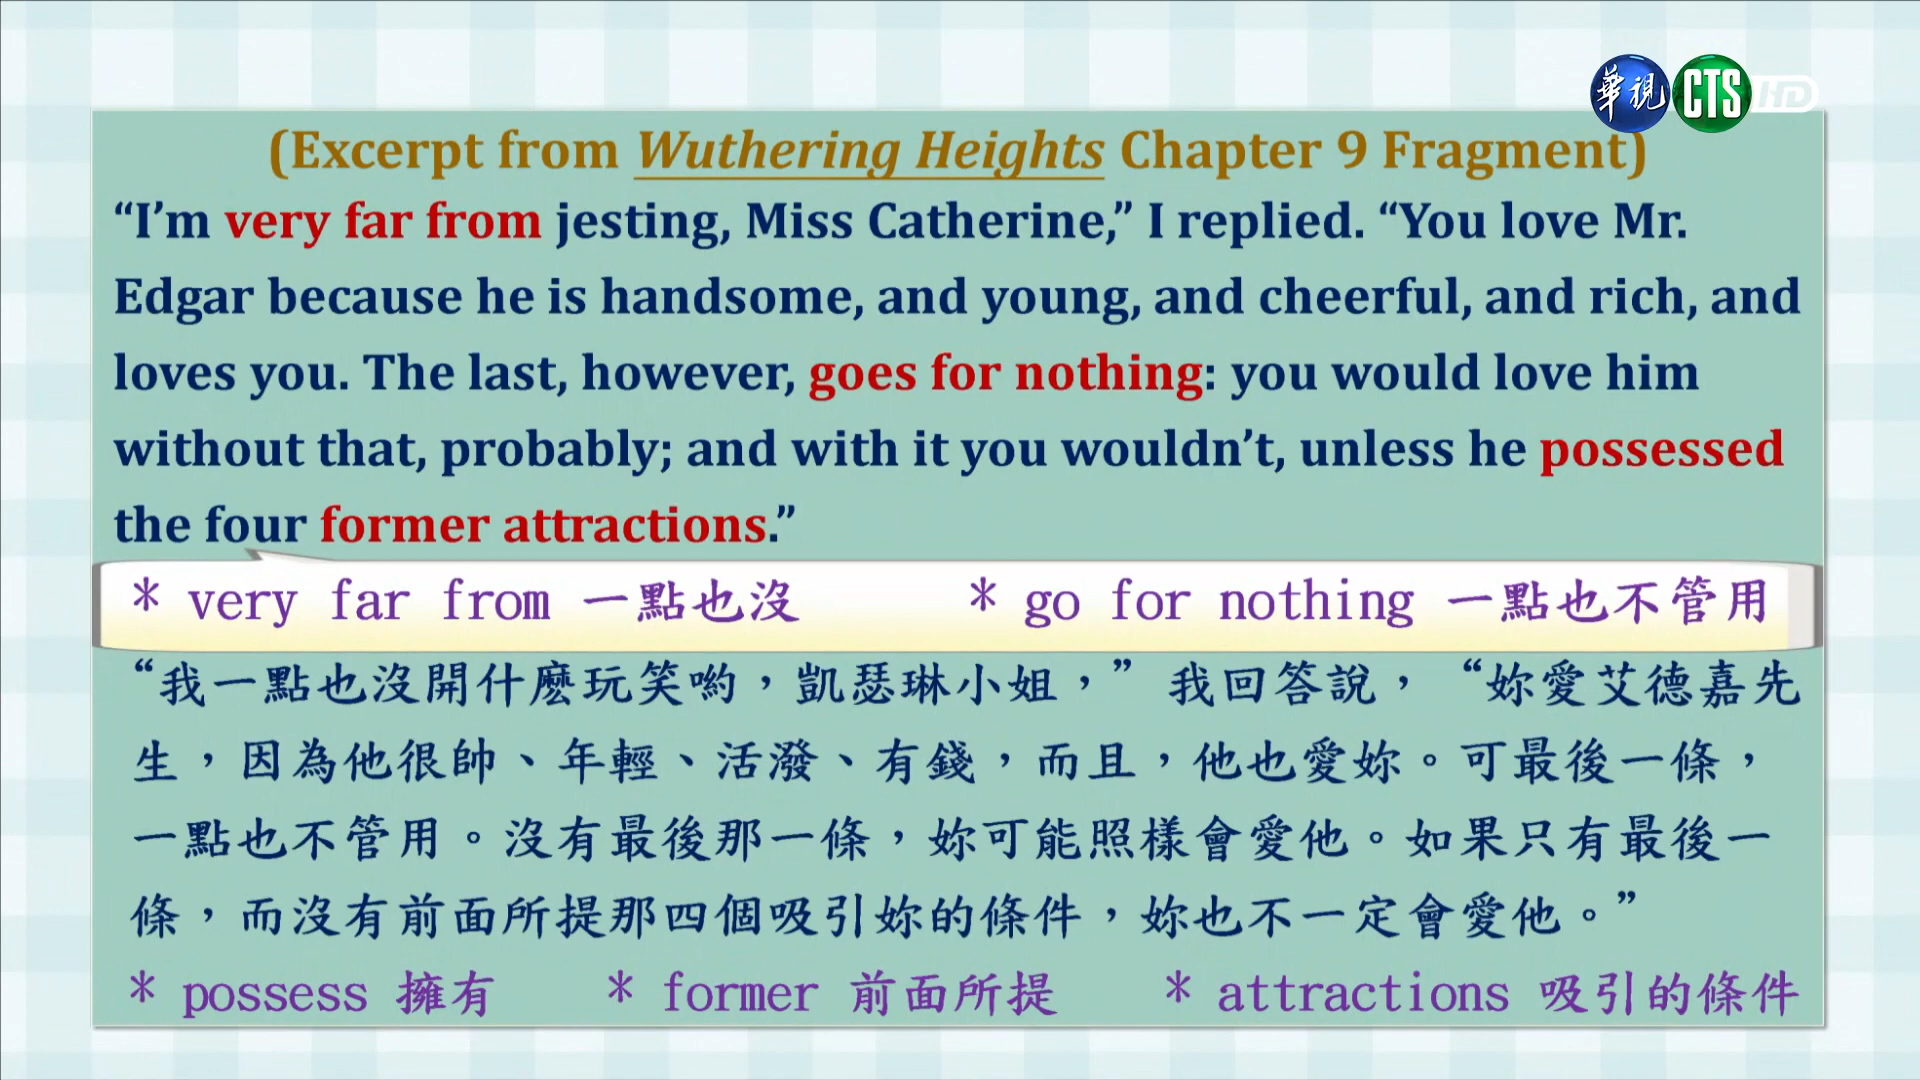 華視 CTS HD
(Excerpt from Wuthering Heights Chapter 9 Fragment)
“I’m very far from jesting, Miss Catherine,” I replied. “You love Mr.
Edgar because he is handsome, and young, and cheerful, and rich, and
loves you. The last, however, goes for nothing: you would love him
without that, probably; and with it you wouldn’t, unless he possessed
the four former attractions.”
* very far from 一點也沒 * go for nothing 一點也不管用
“我一點也沒開什麼玩笑喲，凱瑟琳小姐，”我回答說，“妳愛艾德嘉先
生，因為他很帥、年輕、活潑、有錢，而且，他也愛妳。可最後一條，
一點也不管用。沒有最後那一條，妳可能照樣會愛他。如果只有最後一
條，而沒有前面所提那四個吸引妳的條件，妳也不一定會愛他。”
* possess 擁有 * former 前面所提 * attractions 吸引的條件